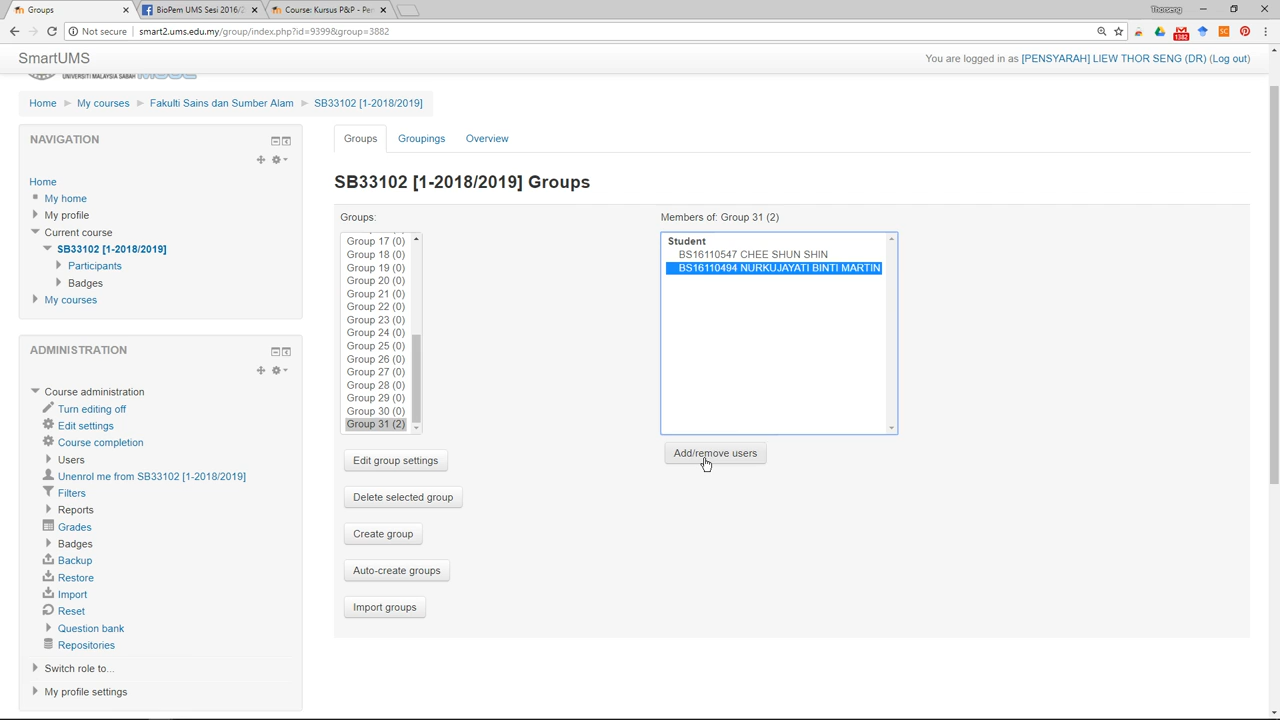 Groups
BioPem UMS Sesi 2016/2
Course: Kursus P&P - Pen
Thorseng
Not secure
smart2.ums.edu.my/group/index.php?id=9399&group=3882
1382
SC
SmartUMS
You are logged in as [PENSYARAH] LIEW THOR SENG (DR) (Log out)
UNIVERSITI MALAYSIA SABAH
Home
My courses
Fakulti Sains dan Sumber Alam
SB33102 [1-2018/2019]
NAVIGATION
Home
My home
My profile
Current course
SB33102 [1-2018/2019]
Participants
Badges
My courses
ADMINISTRATION
Course administration
Turn editing off
Edit settings
Course completion
Users
Unenrol me from SB33102 [1-2018/2019]
Filters
Reports
Grades
Badges
Backup
Restore
Import
Reset
Question bank
Repositories
Switch role to...
My profile settings
Groups
Groupings
Overview
SB33102 [1-2018/2019] Groups
Groups:
Group 17 (0)
Group 18 (0)
Group 19 (0)
Group 20 (0)
Group 21 (0)
Group 22 (0)
Group 23 (0)
Group 24 (0)
Group 25 (0)
Group 26 (0)
Group 27 (0)
Group 28 (0)
Group 29 (0)
Group 30 (0)
Group 31 (2)
Edit group settings
Delete selected group
Create group
Auto-create groups
Import groups
Members of: Group 31 (2)
Student
BS16110547 CHEE SHUN SHIN
BS16110494 NURKUJAYATI BINTI MARTIN
Add/remove users